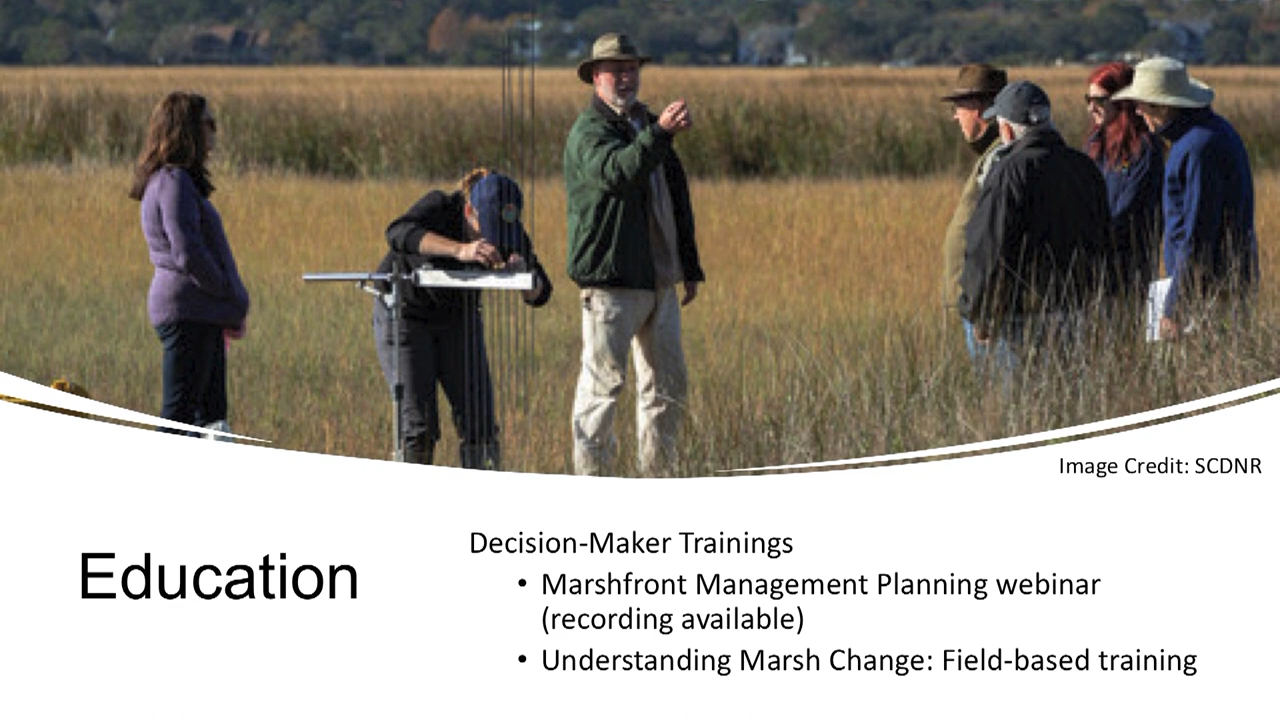 Image Credit: SCDNR
Education
Decision-Maker Trainings
• Marshfront Management Planning webinar
(recording available)
• Understanding Marsh Change: Field-based training